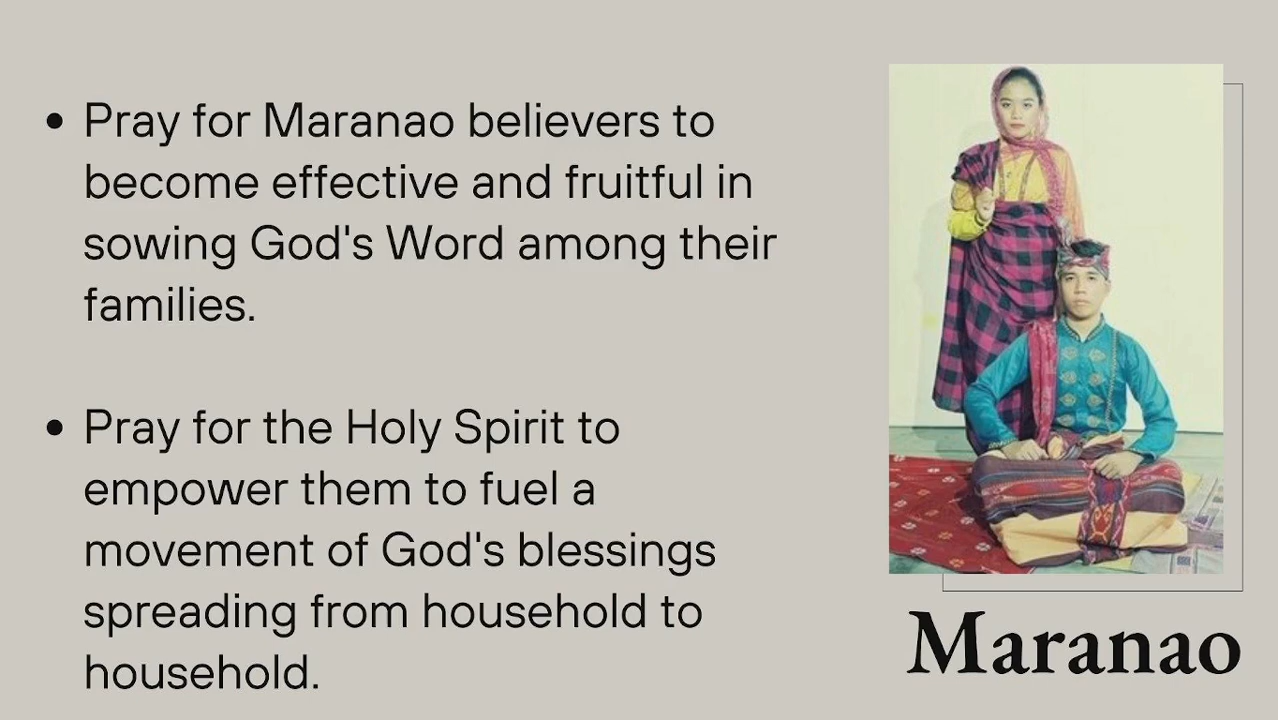 • Pray for Maranao believers to
become effective and fruitful in
sowing God's Word among their
families.
• Pray for the Holy Spirit to
empower them to fuel a
movement of God's blessings
spreading from household to
household.
Maranao